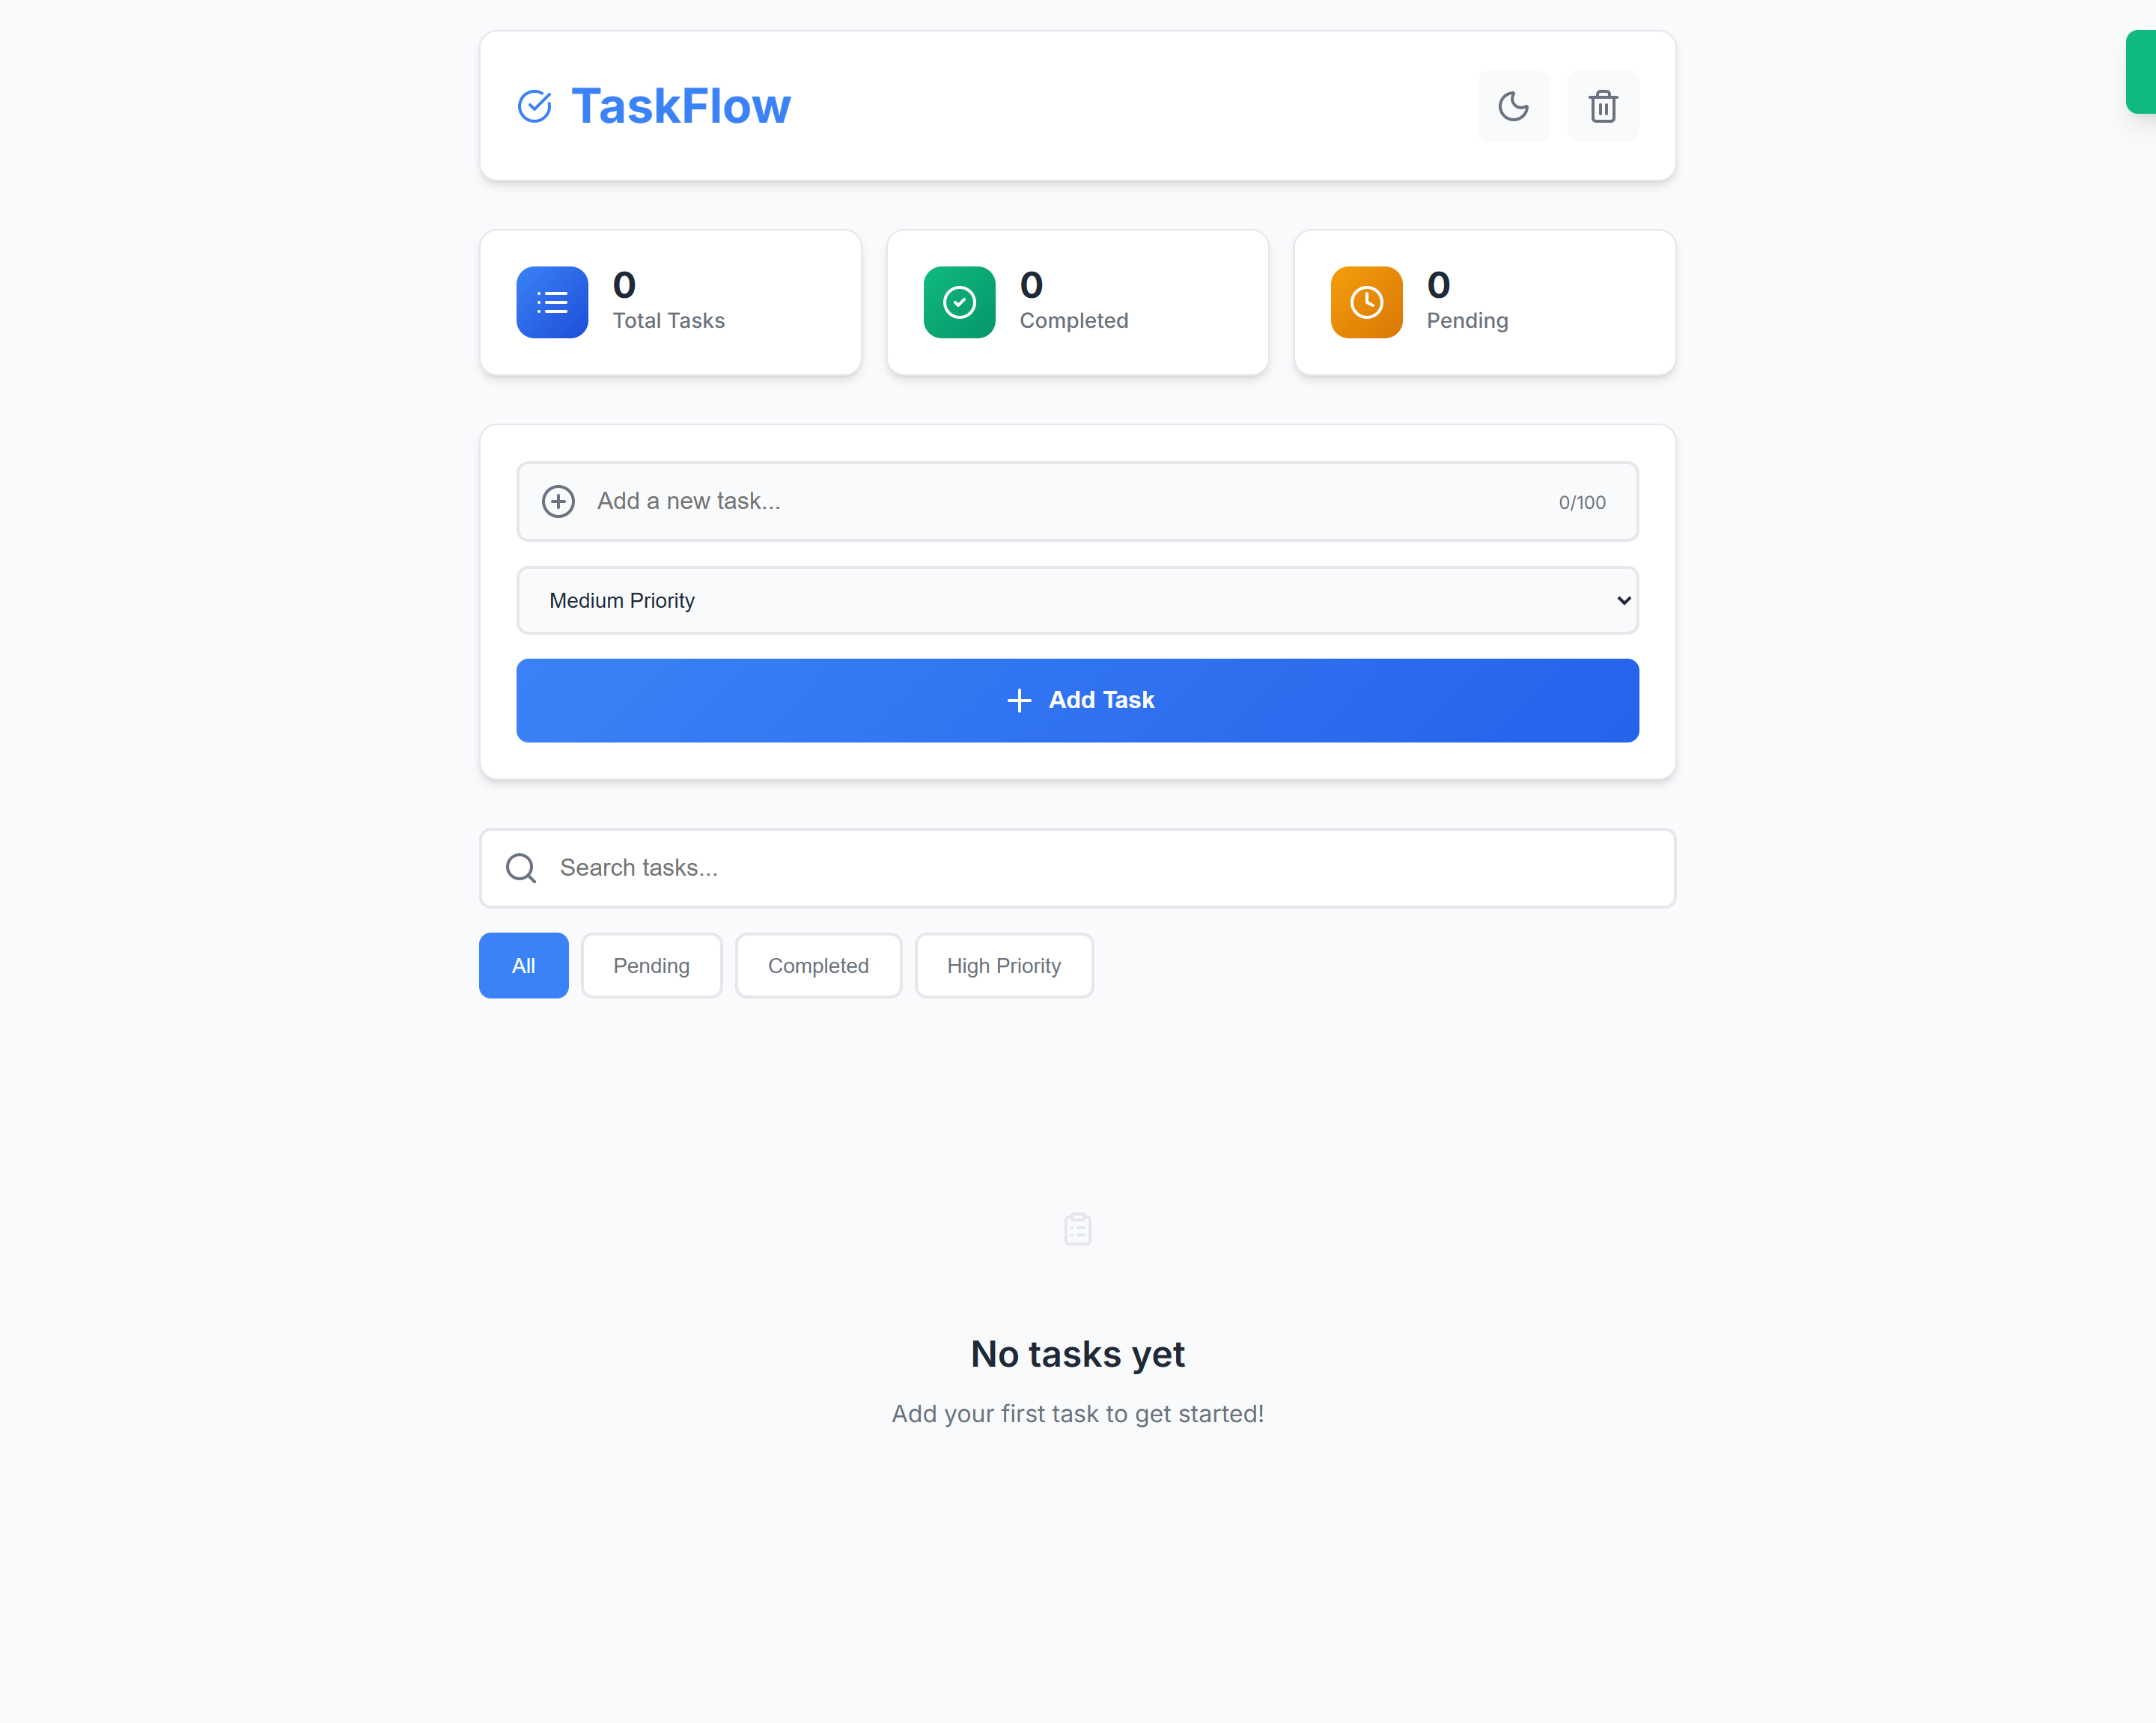 TaskFlow
0
Total Tasks
0
Completed
0
Pending
Add a new task...
0/100
Medium Priority
Add Task
Search tasks...
All
Pending
Completed
High Priority
No tasks yet
Add your first task to get started!